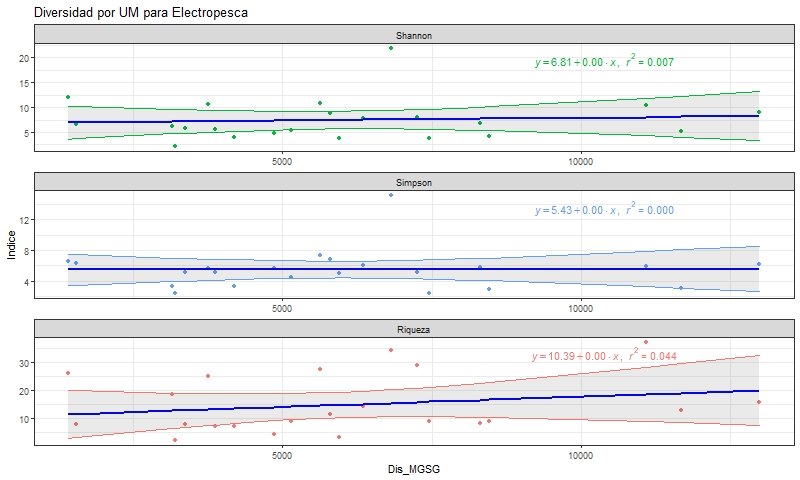 Diversidad por UM para Electropesca
Shannon
20
15
10
5
y = 6.81 + 0.00 · x, r² = 0.007
5000 10000
Simpson
12
8
4
y = 5.43 + 0.00 · x, r² = 0.000
5000 10000
Indice
Riqueza
30
20
10
y = 10.39 + 0.00 · x, r² = 0.044
5000 10000
Dis_MGSG